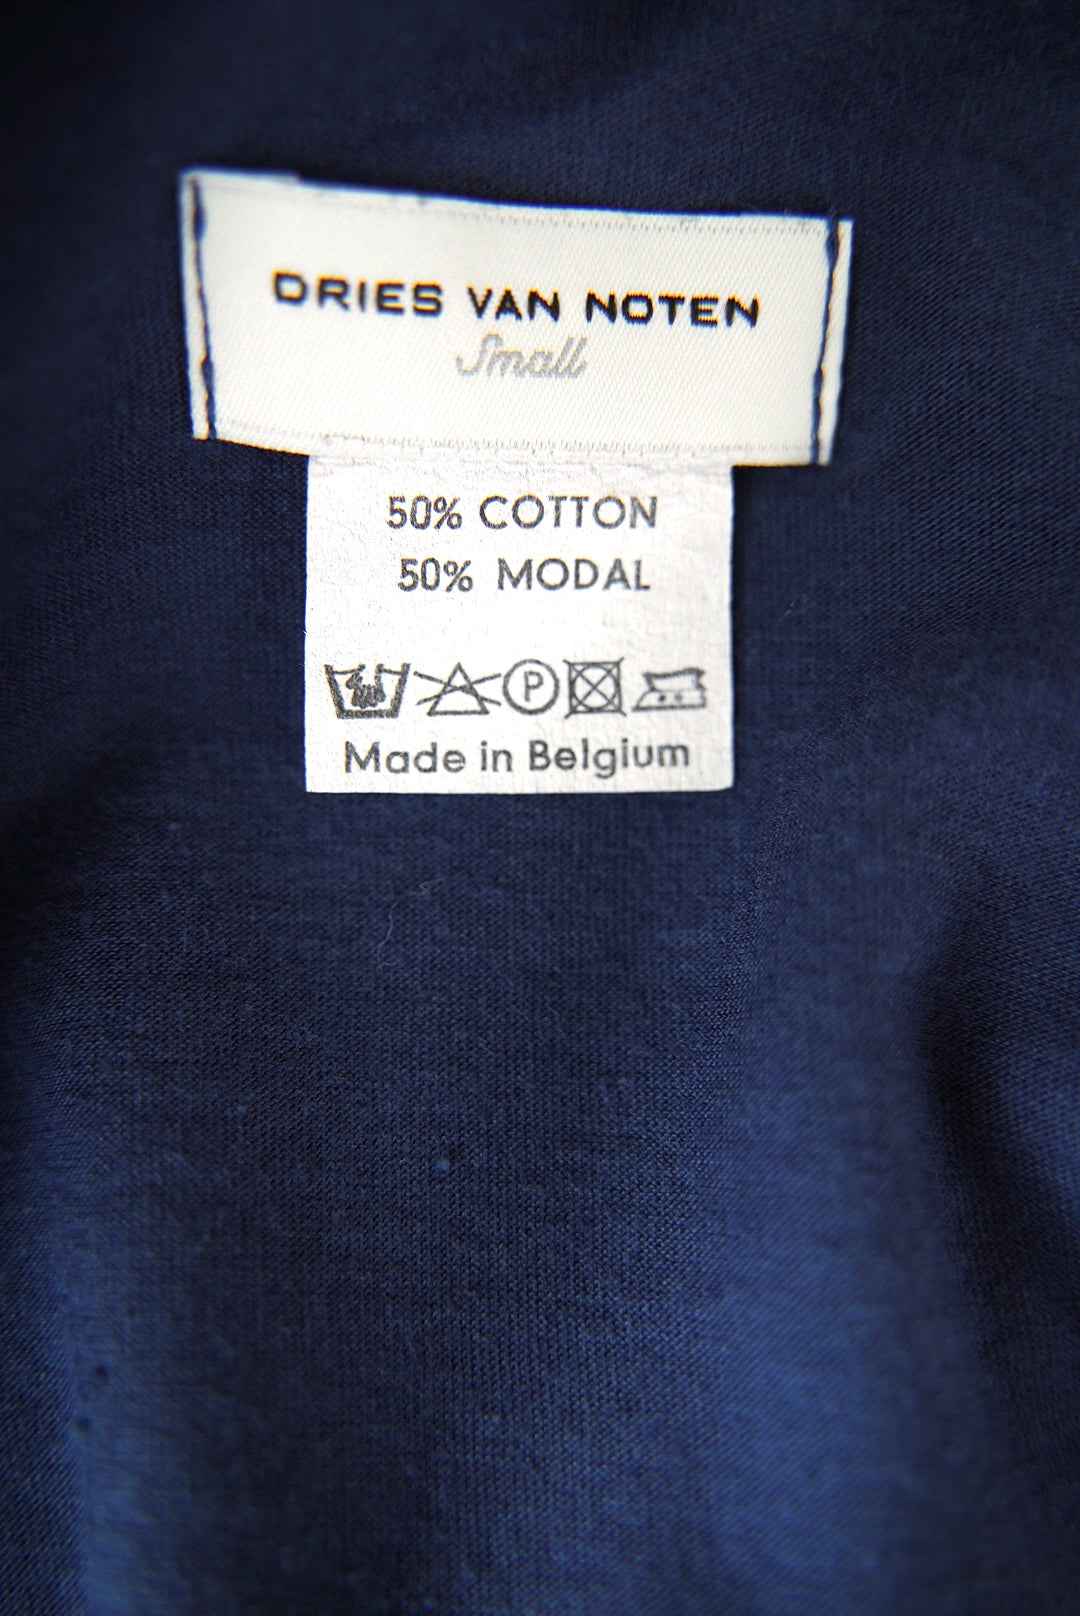 DRIES VAN NOTEN
Small
50% COTTON
50% MODAL
P
Made in Belgium